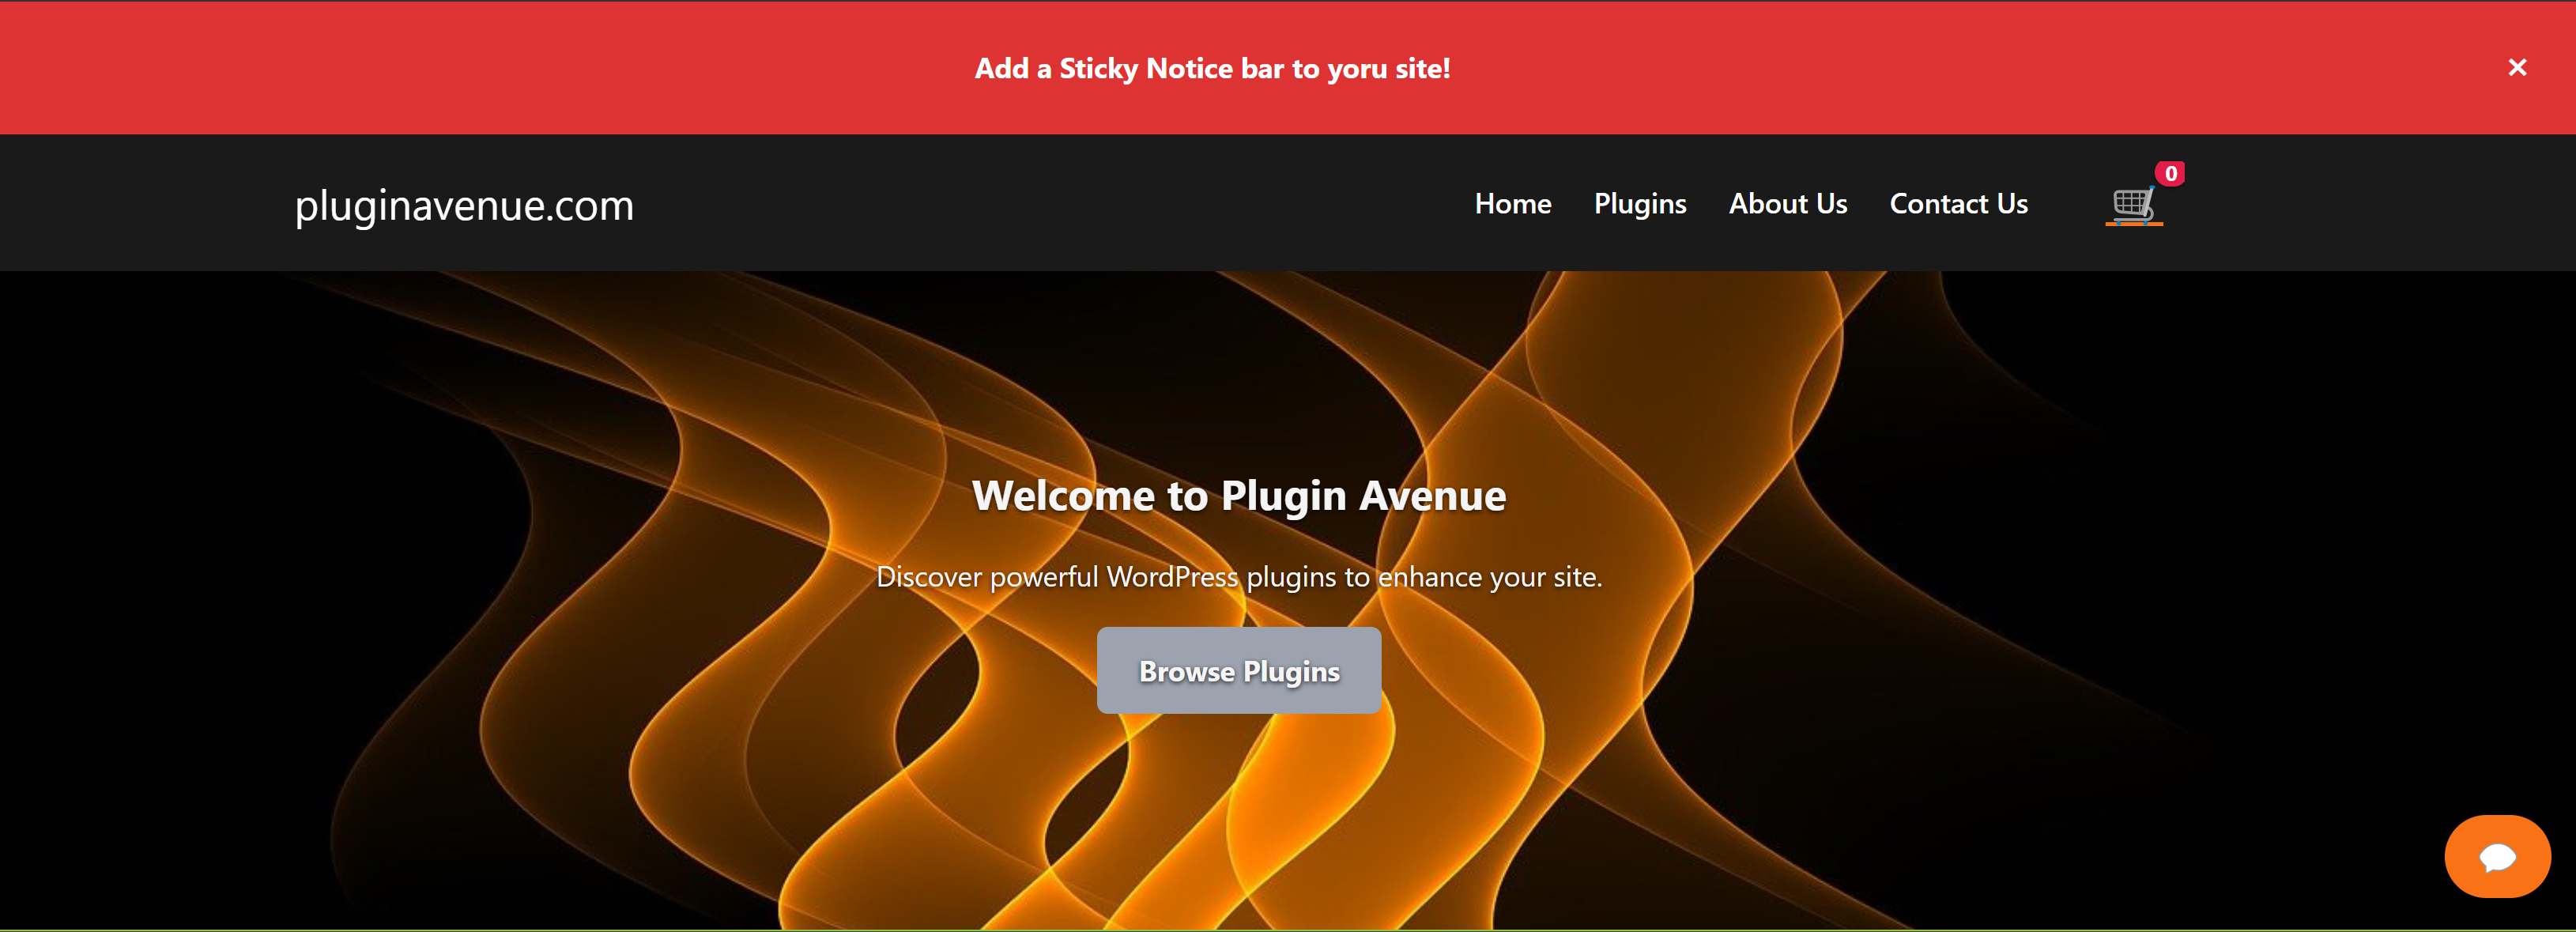 Add a Sticky Notice bar to yoru site!
✕
pluginavenue.com
Home Plugins About Us Contact Us 0
Welcome to Plugin Avenue
Discover powerful WordPress plugins to enhance your site.
Browse Plugins